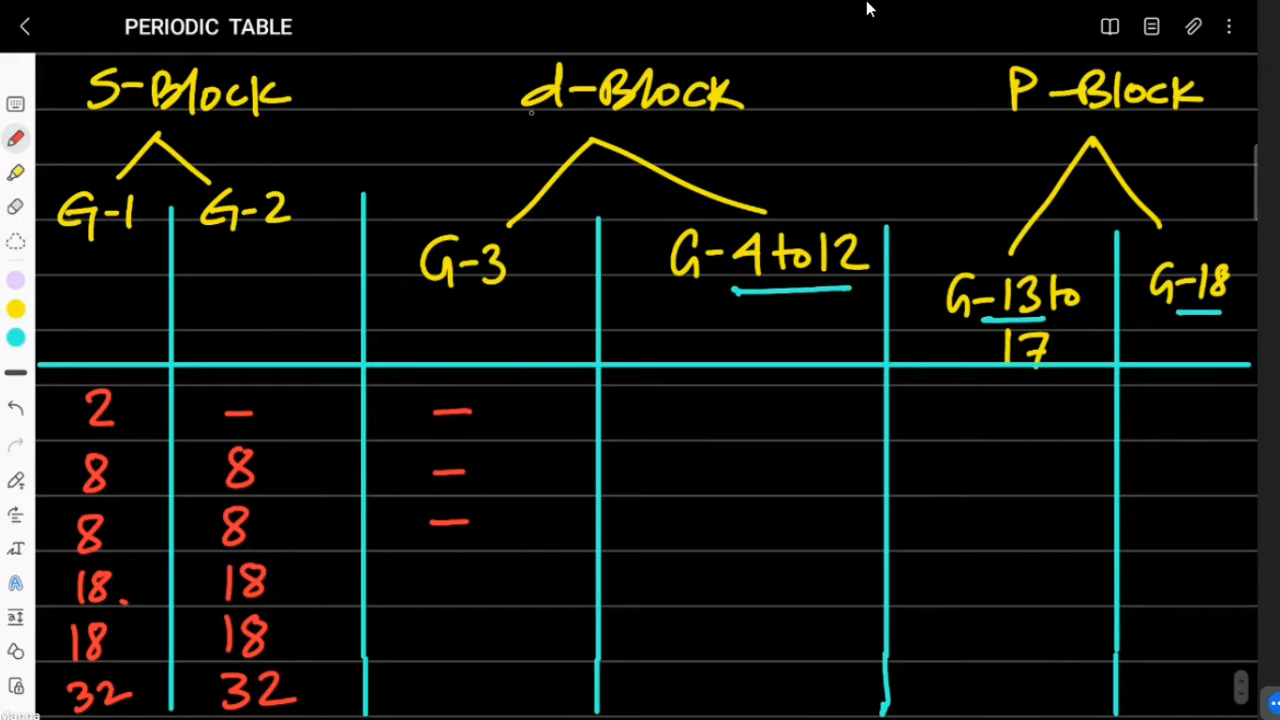 PERIODIC TABLE
S-Block d-Block P-Block
G-1 G-2 G-3 G-4 to 12 G-13 to 17 G-18
2 - -
8 8 -
8 8 -
18. 18
18 18
32 32